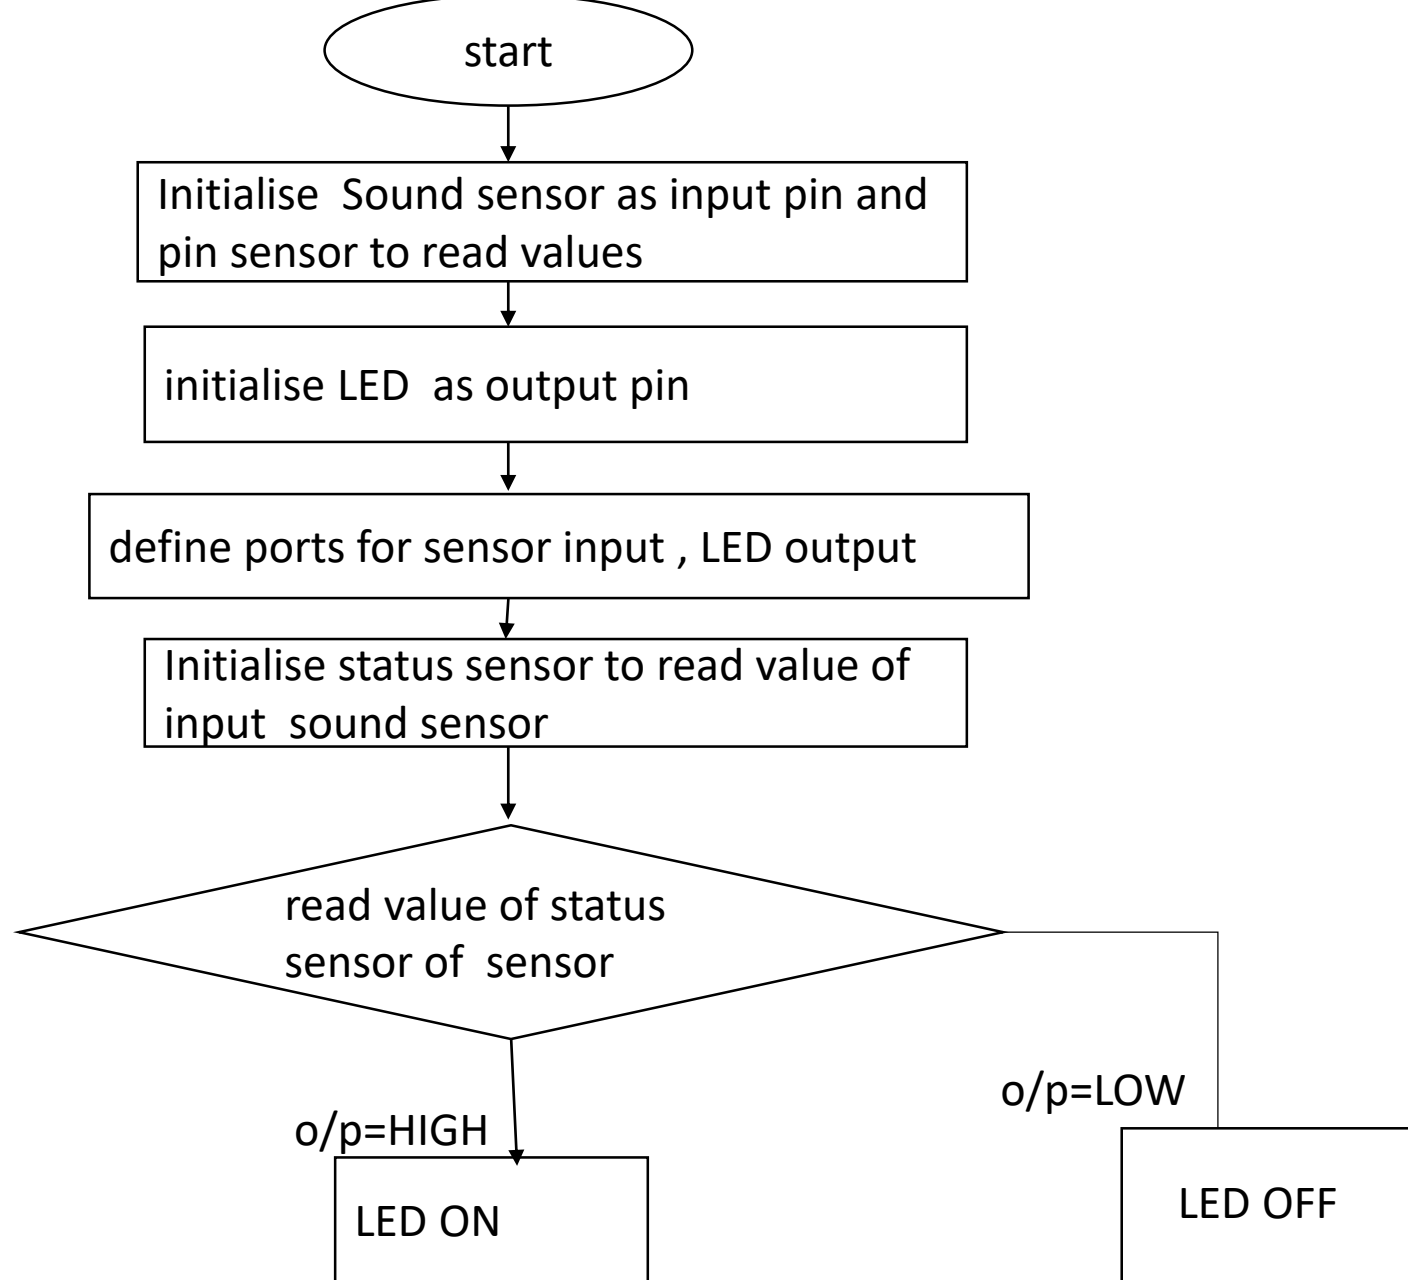 start
Initialise  Sound sensor as input pin and
pin sensor to read values
initialise LED  as output pin
define ports for sensor input , LED output
Initialise status sensor to read value of
input  sound sensor
read value of status
sensor of  sensor
o/p=LOW
o/p=HIGH
LED OFF
LED ON